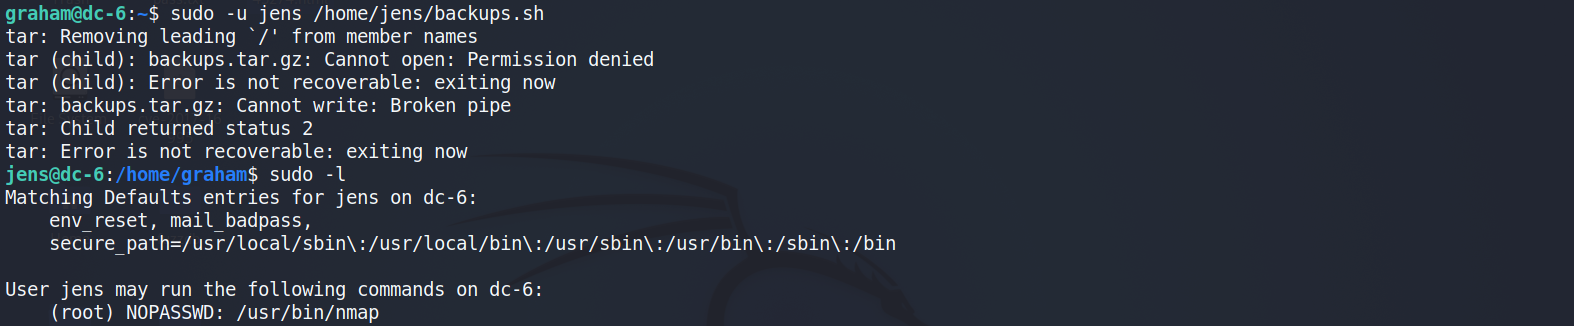 graham@dc-6:~$ sudo -u jens /home/jens/backups.sh
tar: Removing leading `/' from member names
tar (child): backups.tar.gz: Cannot open: Permission denied
tar (child): Error is not recoverable: exiting now
tar: backups.tar.gz: Cannot write: Broken pipe
tar: Child returned status 2
tar: Error is not recoverable: exiting now
jens@dc-6:/home/graham$ sudo -l
Matching Defaults entries for jens on dc-6:
    env_reset, mail_badpass,
    secure_path=/usr/local/sbin\:/usr/local/bin\:/usr/sbin\:/usr/bin\:/sbin\:/bin

User jens may run the following commands on dc-6:
    (root) NOPASSWD: /usr/bin/nmap